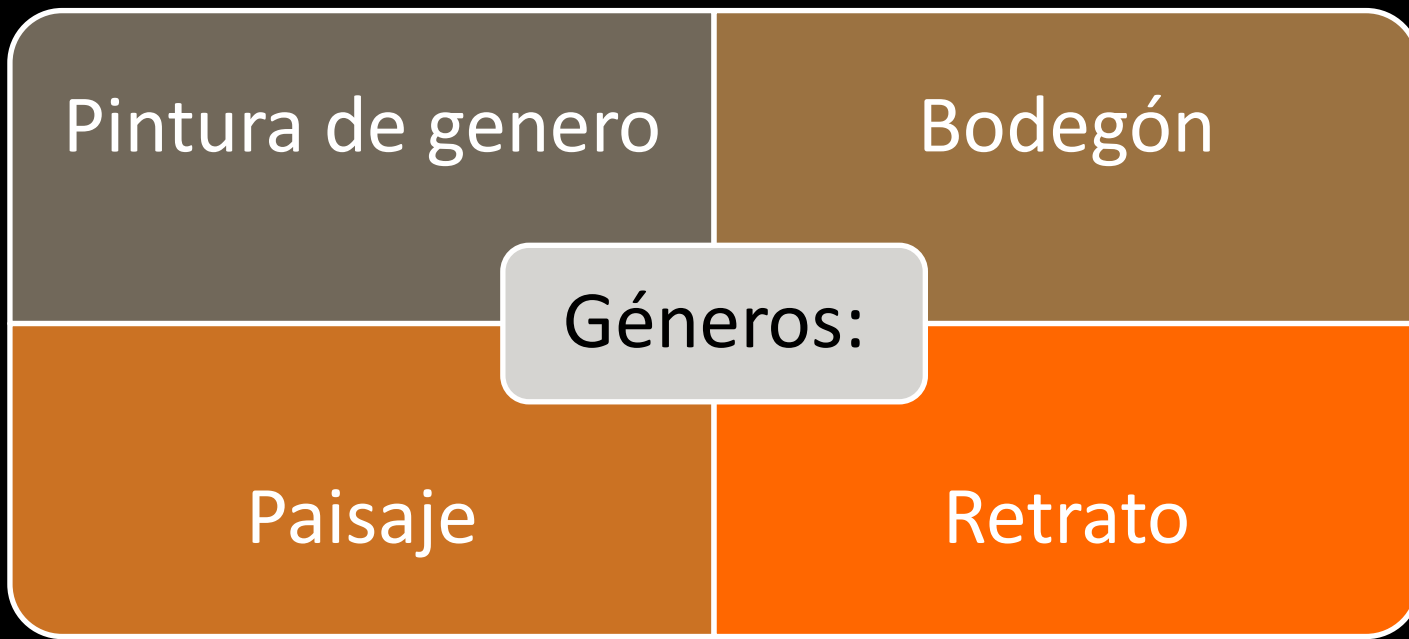 Pintura de genero
Bodegón
Géneros:
Paisaje
Retrato